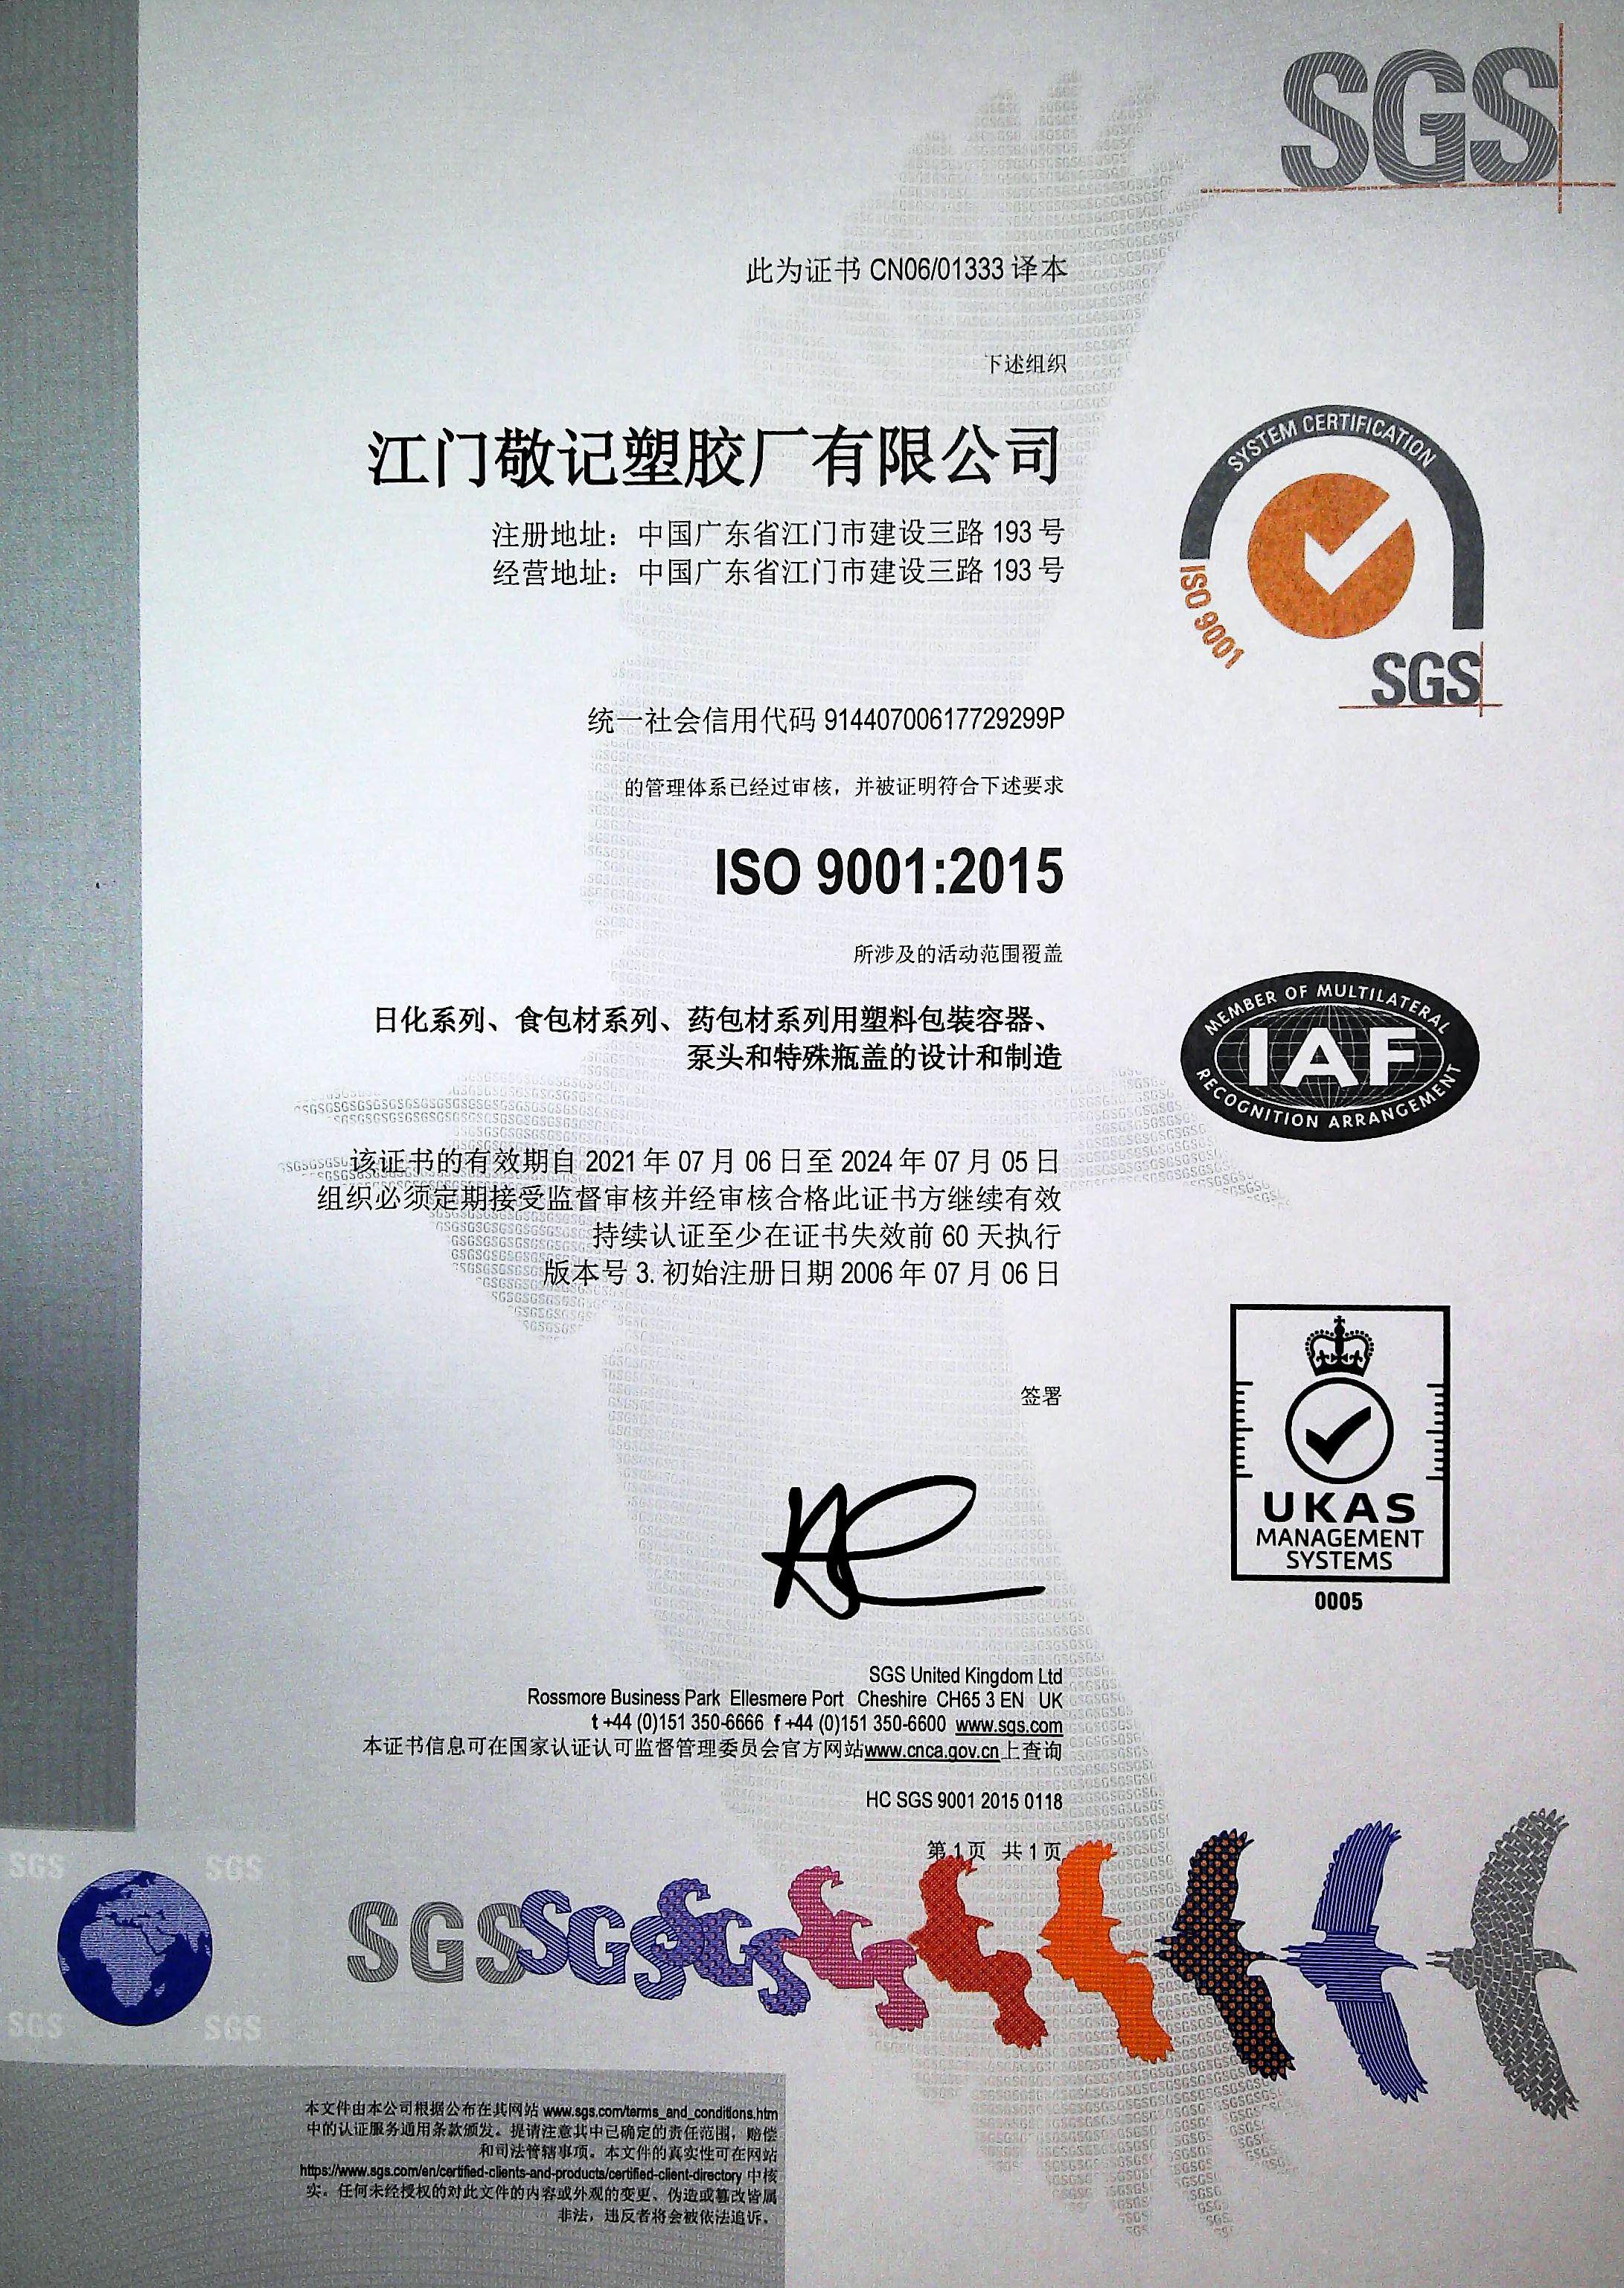 SGS
此为证书 CN06/01333 译本
下述组织
江门敬记塑胶厂有限公司
注册地址：中国广东省江门市建设三路 193 号
经营地址：中国广东省江门市建设三路 193 号
SYSTEM CERTIFICATION
ISO 9001
SGS
统一社会信用代码 91440700617729299P
的管理体系已经过审核，并被证明符合下述要求
ISO 9001:2015
所涉及的活动范围覆盖
日化系列、食包材系列、药包材系列用塑料包装容器、
泵头和特殊瓶盖的设计和制造
MEMBER OF MULTILATERAL
IAF
RECOGNITION ARRANGEMENT
该证书的有效期自 2021 年 07 月 06 日至 2024 年 07 月 05 日
组织必须定期接受监督审核并经审核合格此证书方继续有效
持续认证至少在证书失效前 60 天执行
版本号 3. 初始注册日期 2006 年 07 月 06 日
签署
UKAS
MANAGEMENT
SYSTEMS
0005
SGS United Kingdom Ltd
Rossmore Business Park Ellesmere Port Cheshire CH65 3 EN UK
t +44 (0)151 350-6666 f +44 (0)151 350-6600 www.sgs.com
本证书信息可在国家认证认可监督管理委员会官方网站www.cnca.gov.cn上查询
HC SGS 9001 2015 0118
第 1页 共 1 页
SGS SGS
SGS SGS SGS
SGS SGS
本文件由本公司根据公布在其网站 www.sgs.com/terms_and_conditions.htm
中的认证服务通用条款颁发。提请注意其中已确定的责任范围，赔偿
和司法管辖事项。本文件的真实性可在网站
https://www.sgs.com/en/certified-clients-and-products/certified-client-directory 中核
实。任何未经授权的对此文件的内容或外观的变更、伪造或篡改皆属
非法，违反者将会被依法追诉。